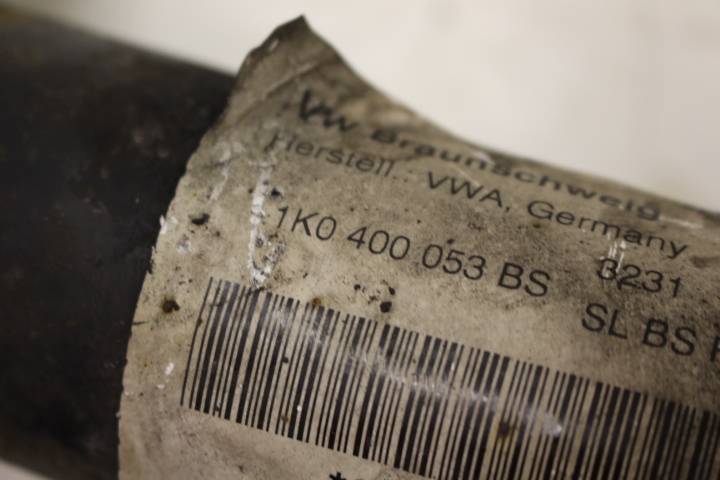 VW Braunschweig
Herstell.: VWA, Germany
1K0 400 053 BS 3231
SL BS